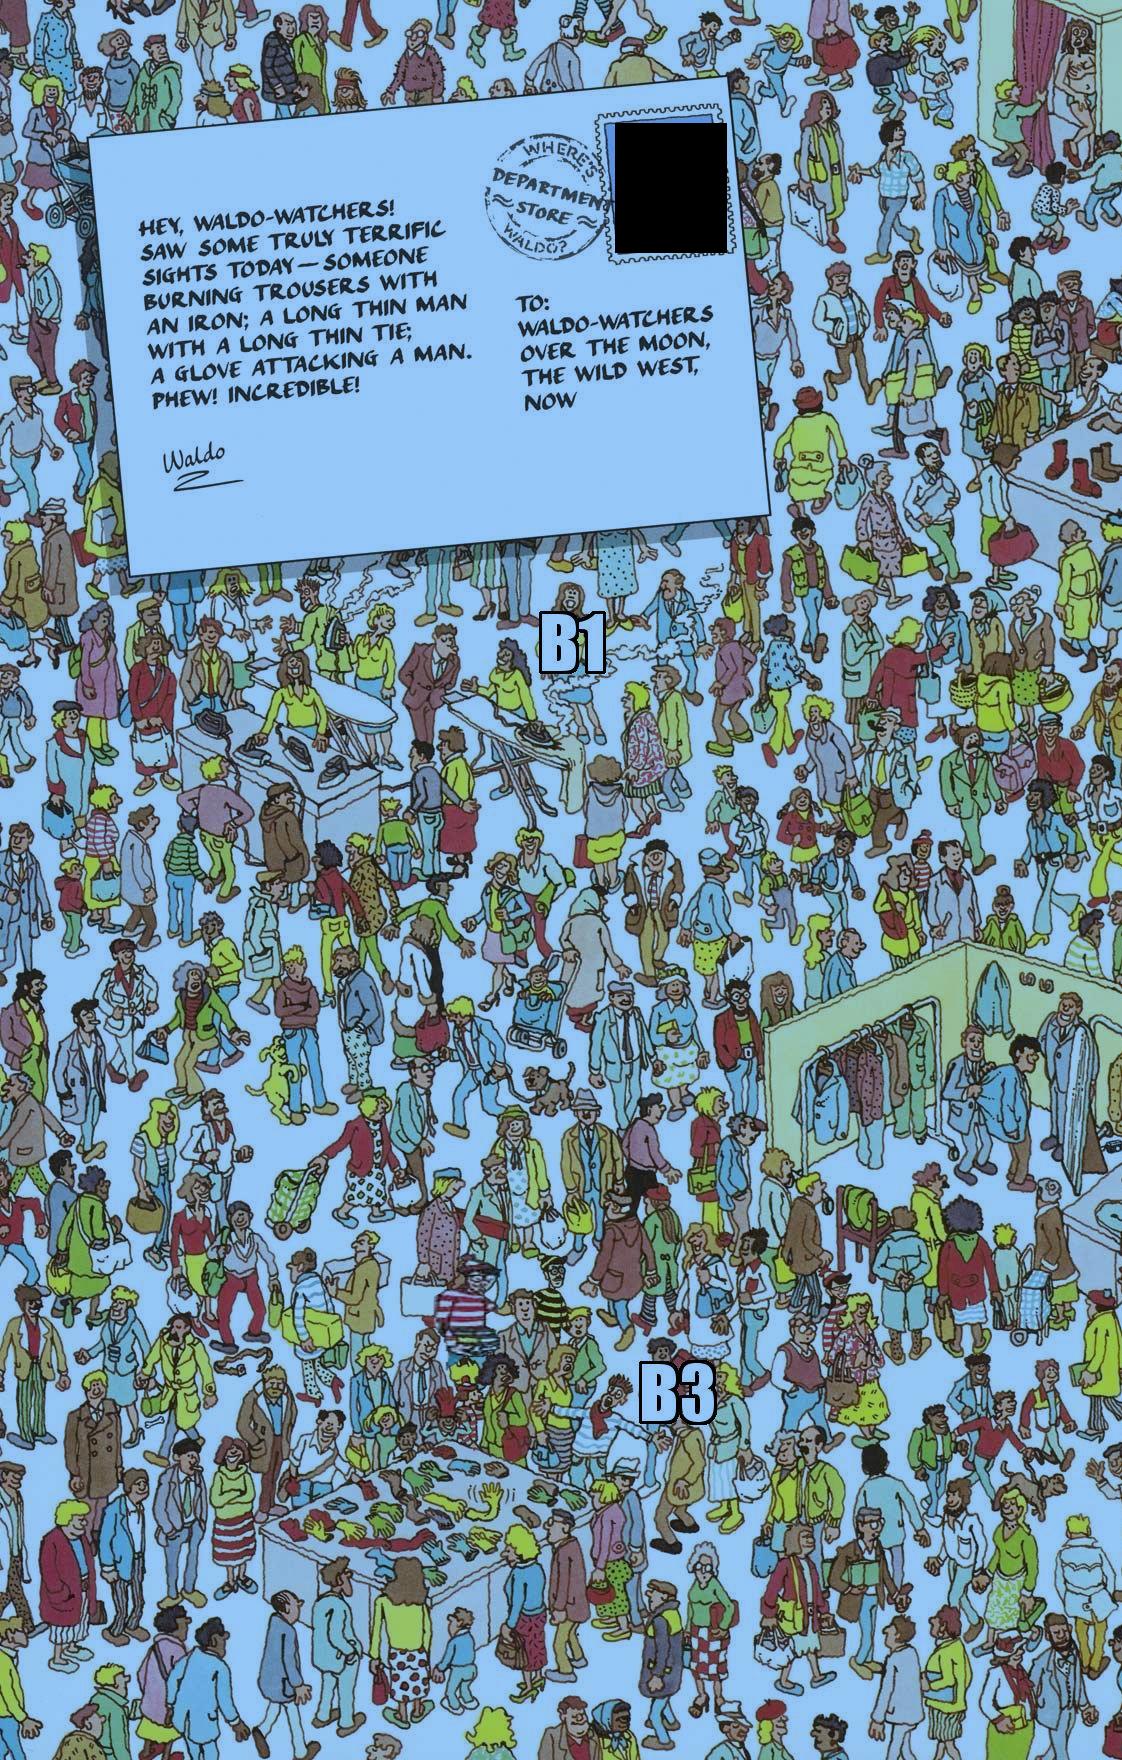 WHERE'S
DEPARTMENT
STORE
WALDO?
HEY, WALDO-WATCHERS!
SAW SOME TRULY TERRIFIC
SIGHTS TODAY—SOMEONE
BURNING TROUSERS WITH
AN IRON; A LONG THIN MAN
WITH A LONG THIN TIE;
A GLOVE ATTACKING A MAN.
PHEW! INCREDIBLE!
Waldo
TO:
WALDO-WATCHERS
OVER THE MOON,
THE WILD WEST,
NOW
B1
B3